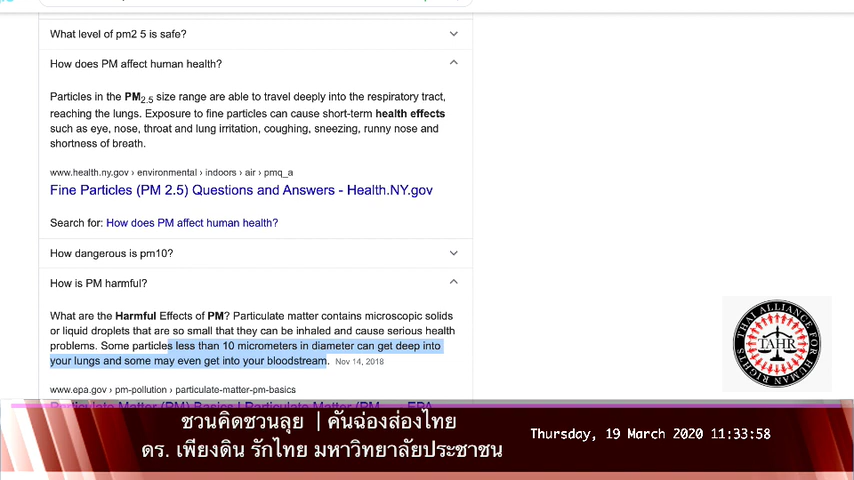 What level of pm2 5 is safe?
How does PM affect human health?
Particles in the PM2.5 size range are able to travel deeply into the respiratory tract,
reaching the lungs. Exposure to fine particles can cause short-term health effects
such as eye, nose, throat and lung irritation, coughing, sneezing, runny nose and
shortness of breath.
www.health.ny.gov › environmental › indoors › air › pmq_a
Fine Particles (PM 2.5) Questions and Answers - Health.NY.gov
Search for: How does PM affect human health?
How dangerous is pm10?
How is PM harmful?
What are the Harmful Effects of PM? Particulate matter contains microscopic solids
or liquid droplets that are so small that they can be inhaled and cause serious health
problems. Some particles less than 10 micrometers in diameter can get deep into
your lungs and some may even get into your bloodstream. Nov 14, 2018
www.epa.gov › pm-pollution › particulate-matter-pm-basics
Particulate Matter (PM) Basics | Particulate Matter (PM ... - EPA
THAI ALLIANCE
TAHR
FOR HUMAN RIGHTS
ชวนคิดชวนลุย | คันฉ่องส่องไทย
ดร. เพียงดิน รักไทย มหาวิทยาลัยประชาชน
Thursday, 19 March 2020 11:33:58